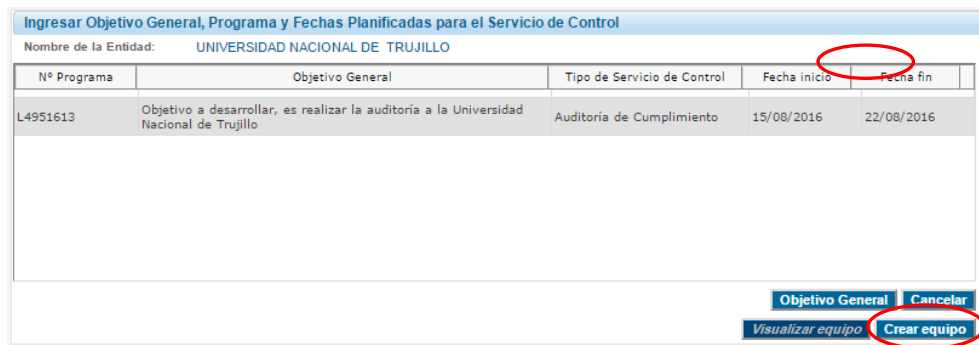 Ingresar Objetivo General, Programa y Fechas Planificadas para el Servicio de Control
Nombre de la Entidad: UNIVERSIDAD NACIONAL DE TRUJILLO
Nº Programa Objetivo General Tipo de Servicio de Control Fecha inicio Fecha fin
L4951613 Objetivo a desarrollar, es realizar la auditoría a la Universidad Nacional de Trujillo Auditoría de Cumplimiento 15/08/2016 22/08/2016
Objetivo General Cancelar
Visualizar equipo Crear equipo